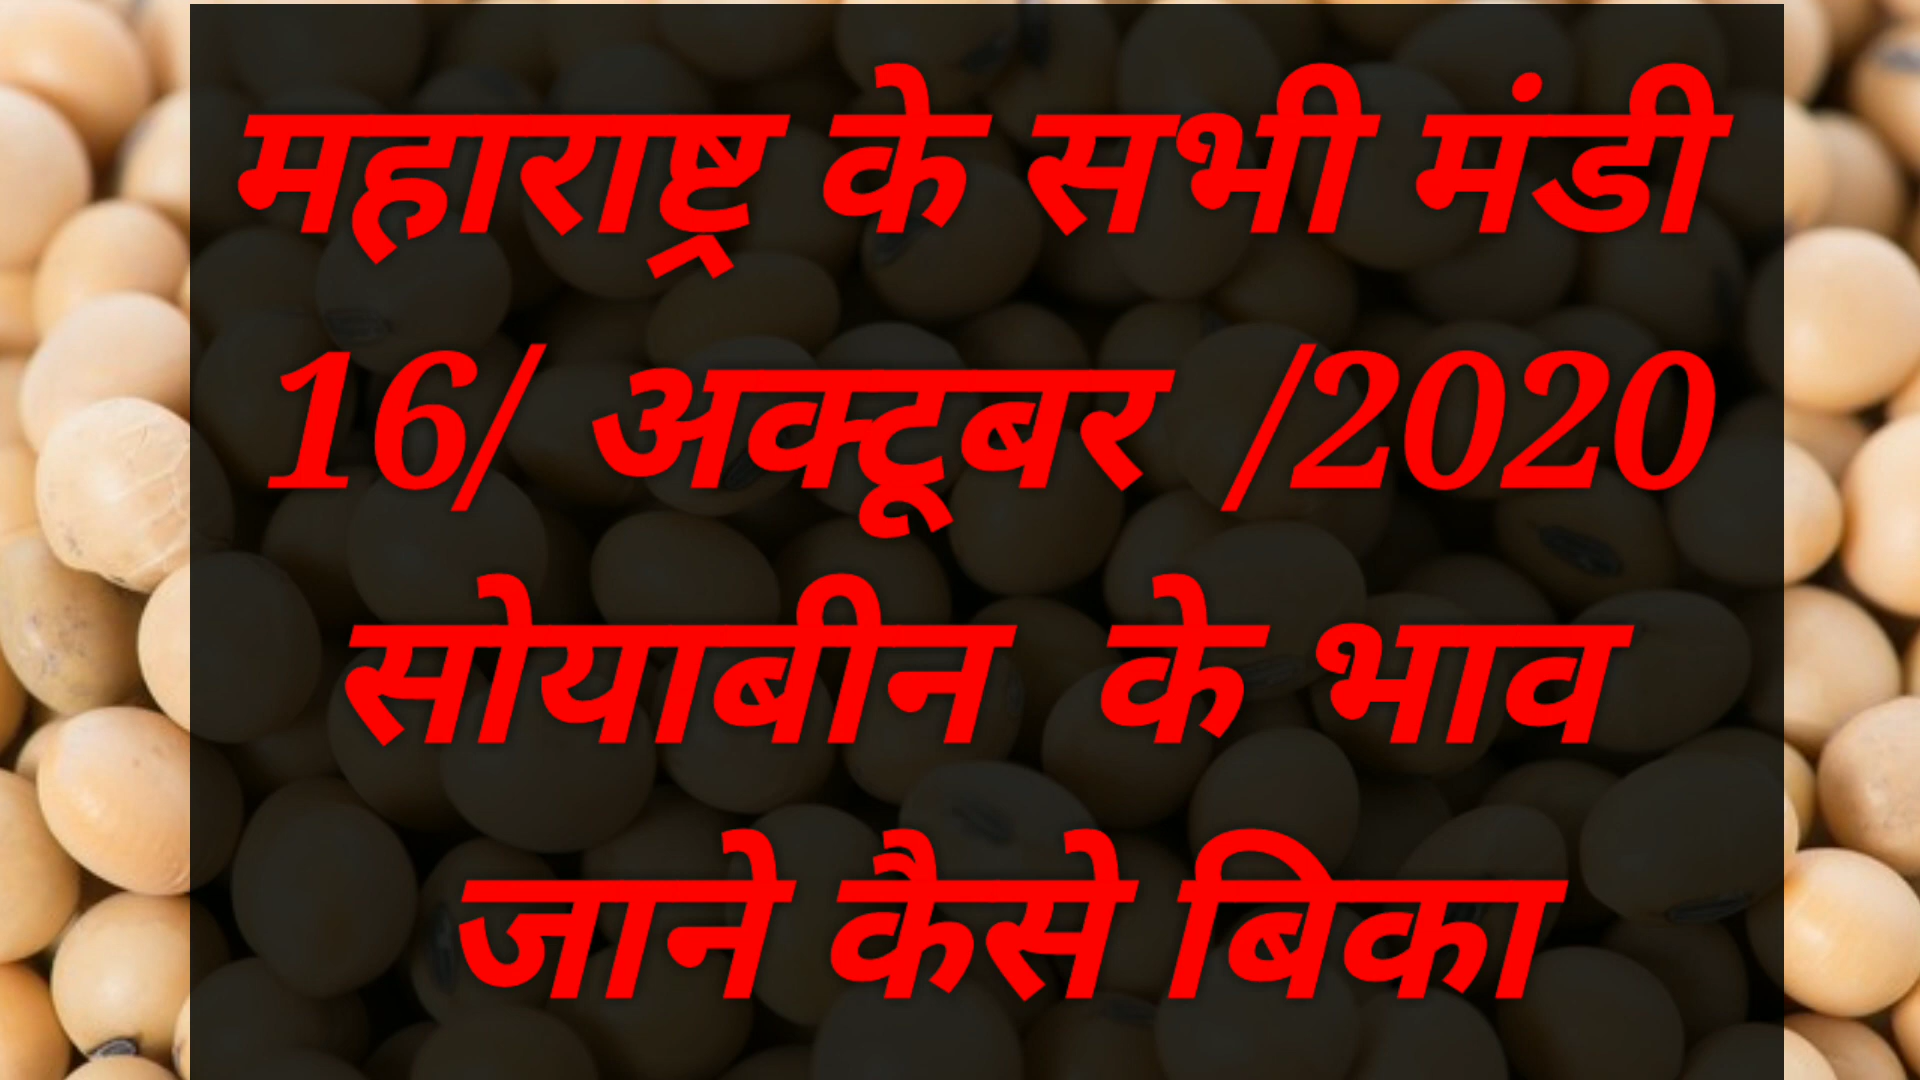 महाराष्ट्र के सभी मंडी
16/ अक्टूबर /2020
सोयाबीन के भाव
जाने कैसे बिका